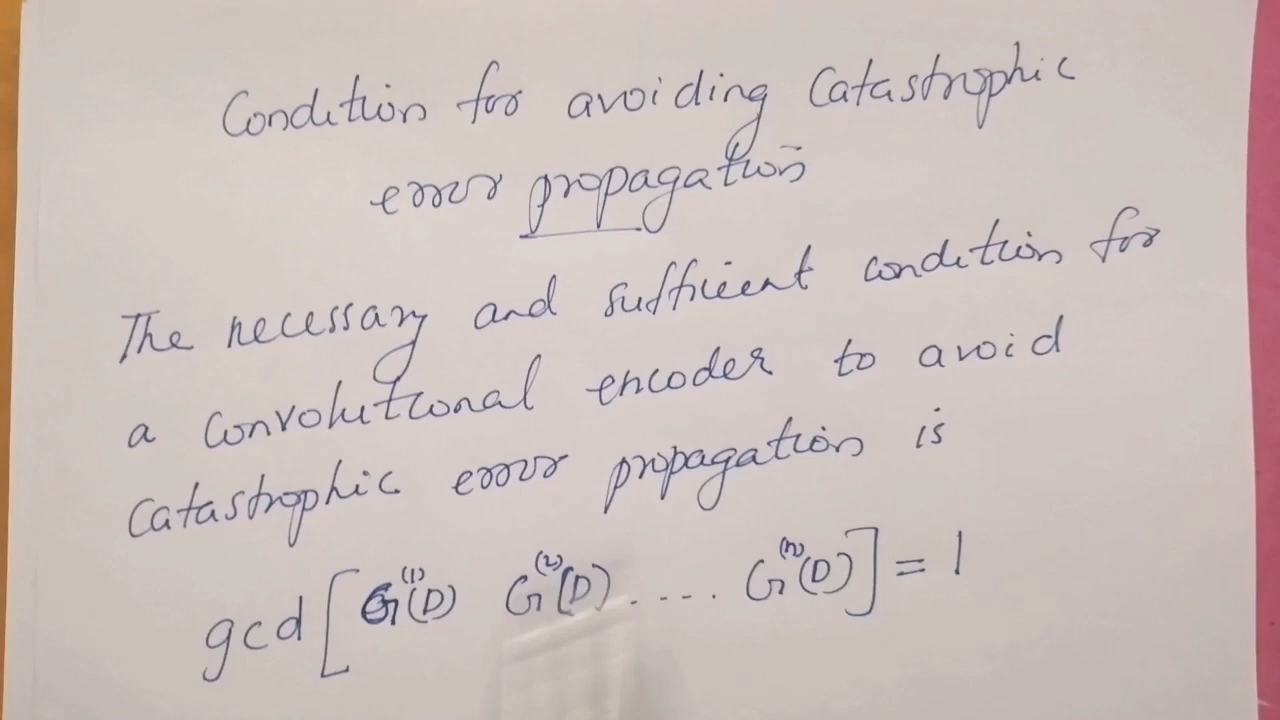 Condition for avoiding Catastrophic
error propagation
The necessary and sufficient condition for
a convolutional encoder to avoid
Catastrophic error propagation is
gcd [ G⁽¹⁾(D) G⁽²⁾(D) ..... G⁽ⁿ⁾(D) ] = 1